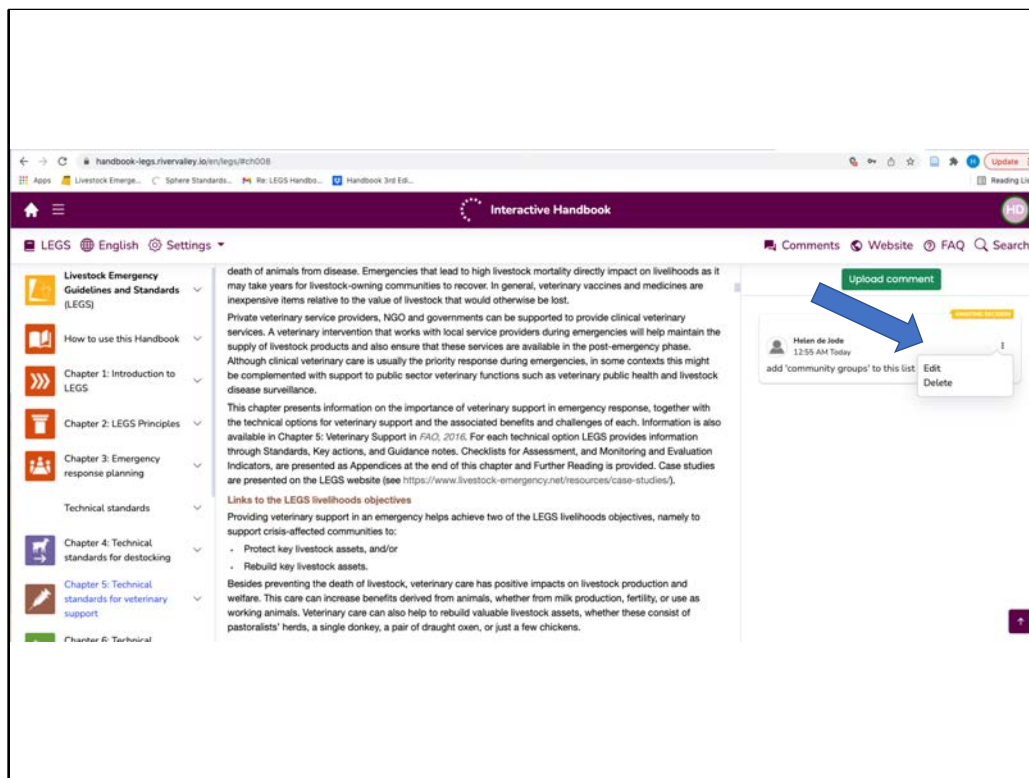 handbook-legs.rivervalley.io/en/legs/#ch008
Update
Apps
Livestock Emerge...
Sphere Standards...
Re: LEGS Handbo...
Handbook 3rd Edi...
Reading Lis
Interactive Handbook
HD
LEGS
English
Settings
Comments
Website
FAQ
Search
Livestock Emergency
Guidelines and Standards
(LEGS)
How to use this Handbook
Chapter 1: Introduction to
LEGS
Chapter 2: LEGS Principles
Chapter 3: Emergency
response planning
Technical standards
Chapter 4: Technical
standards for destocking
Chapter 5: Technical
standards for veterinary
support
Chapter 6: Technical
death of animals from disease. Emergencies that lead to high livestock mortality directly impact on livelihoods as it
may take years for livestock-owning communities to recover. In general, veterinary vaccines and medicines are
inexpensive items relative to the value of livestock that would otherwise be lost.
Private veterinary service providers, NGO and governments can be supported to provide clinical veterinary
services. A veterinary intervention that works with local service providers during emergencies will help maintain the
supply of livestock products and also ensure that these services are available in the post-emergency phase.
Although clinical veterinary care is usually the priority response during emergencies, in some contexts this might
be complemented with support to public sector veterinary functions such as veterinary public health and livestock
disease surveillance.
This chapter presents information on the importance of veterinary support in emergency response, together with
the technical options for veterinary support and the associated benefits and challenges of each. Information is also
available in Chapter 5: Veterinary Support in FAO, 2016. For each technical option LEGS provides information
through Standards, Key actions, and Guidance notes. Checklists for Assessment, and Monitoring and Evaluation
Indicators, are presented as Appendices at the end of this chapter and Further Reading is provided. Case studies
are presented on the LEGS website (see https://www.livestock-emergency.net/resources/case-studies/).
Links to the LEGS livelihoods objectives
Providing veterinary support in an emergency helps achieve two of the LEGS livelihoods objectives, namely to
support crisis-affected communities to:
• Protect key livestock assets, and/or
• Rebuild key livestock assets.
Besides preventing the death of livestock, veterinary care has positive impacts on livestock production and
welfare. This care can increase benefits derived from animals, whether from milk production, fertility, or use as
working animals. Veterinary care can also help to rebuild valuable livestock assets, whether these consist of
pastoralists' herds, a single donkey, a pair of draught oxen, or just a few chickens.
Upload comment
Helen de Jode
12:55 AM Today
add 'community groups' to this list
Edit
Delete